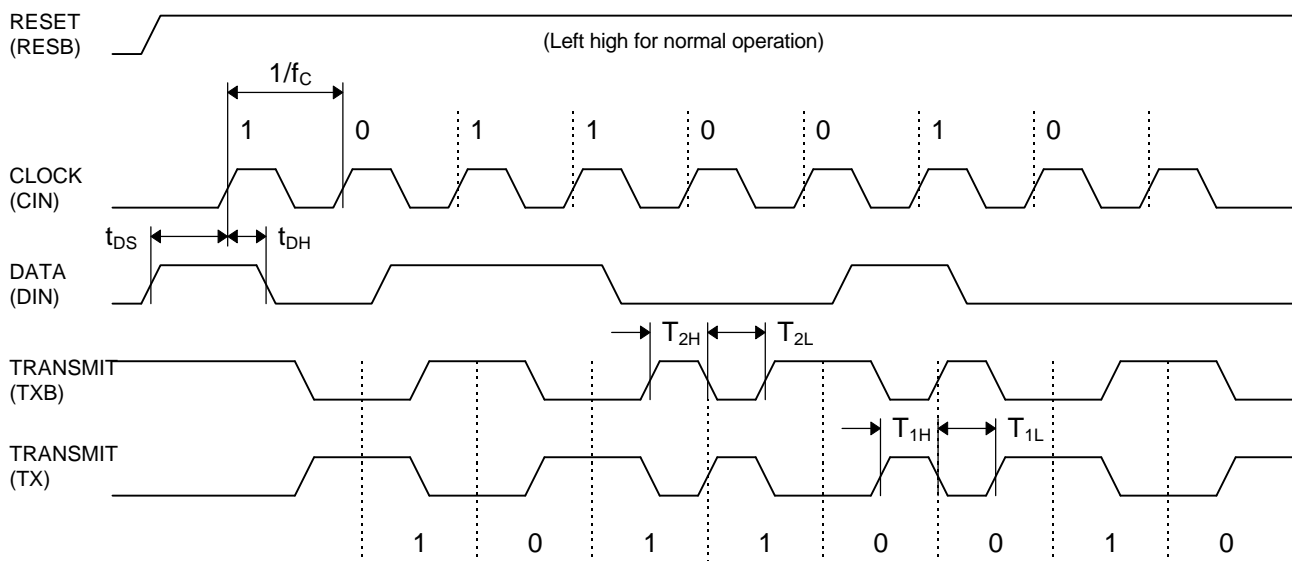 RESET
(RESB)
(Left high for normal operation)
1/fC
1 0 1 1 0 0 1 0
CLOCK
(CIN)
tDS tDH
DATA
(DIN)
T2H T2L
TRANSMIT
(TXB)
T1H T1L
TRANSMIT
(TX)
1 0 1 1 0 0 1 0